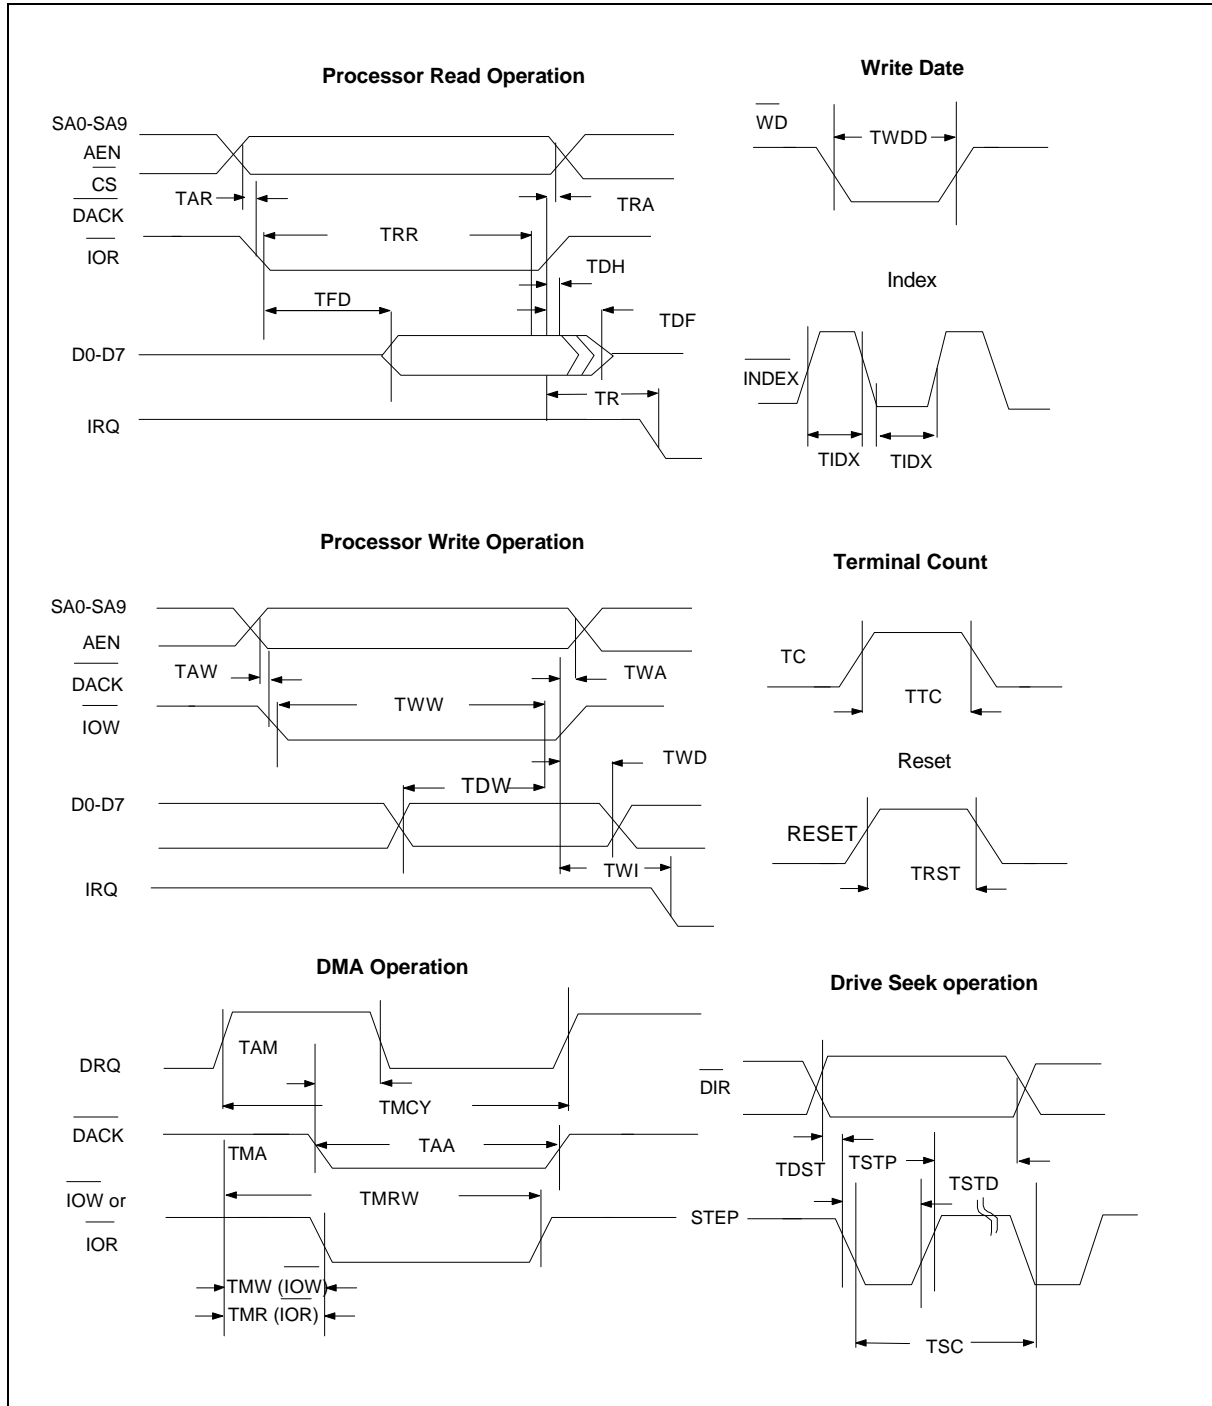 Processor Read Operation
SA0-SA9
AEN
CS
DACK
IOR
TAR
TRA
TRR
TDH
TFD
TDF
D0-D7
TR
IRQ
Write Date
WD
TWDD
Index
INDEX
TIDX
TIDX
Processor Write Operation
SA0-SA9
AEN
DACK
IOW
TAW
TWA
TWW
TWD
TDW
D0-D7
TWI
IRQ
Terminal Count
TC
TTC
Reset
RESET
TRST
DMA Operation
DRQ
TAM
TMCY
DACK
TMA
TAA
IOW or
IOR
TMRW
TMW (IOW)
TMR (IOR)
Drive Seek operation
DIR
TDST
TSTP
TSTD
STEP
TSC